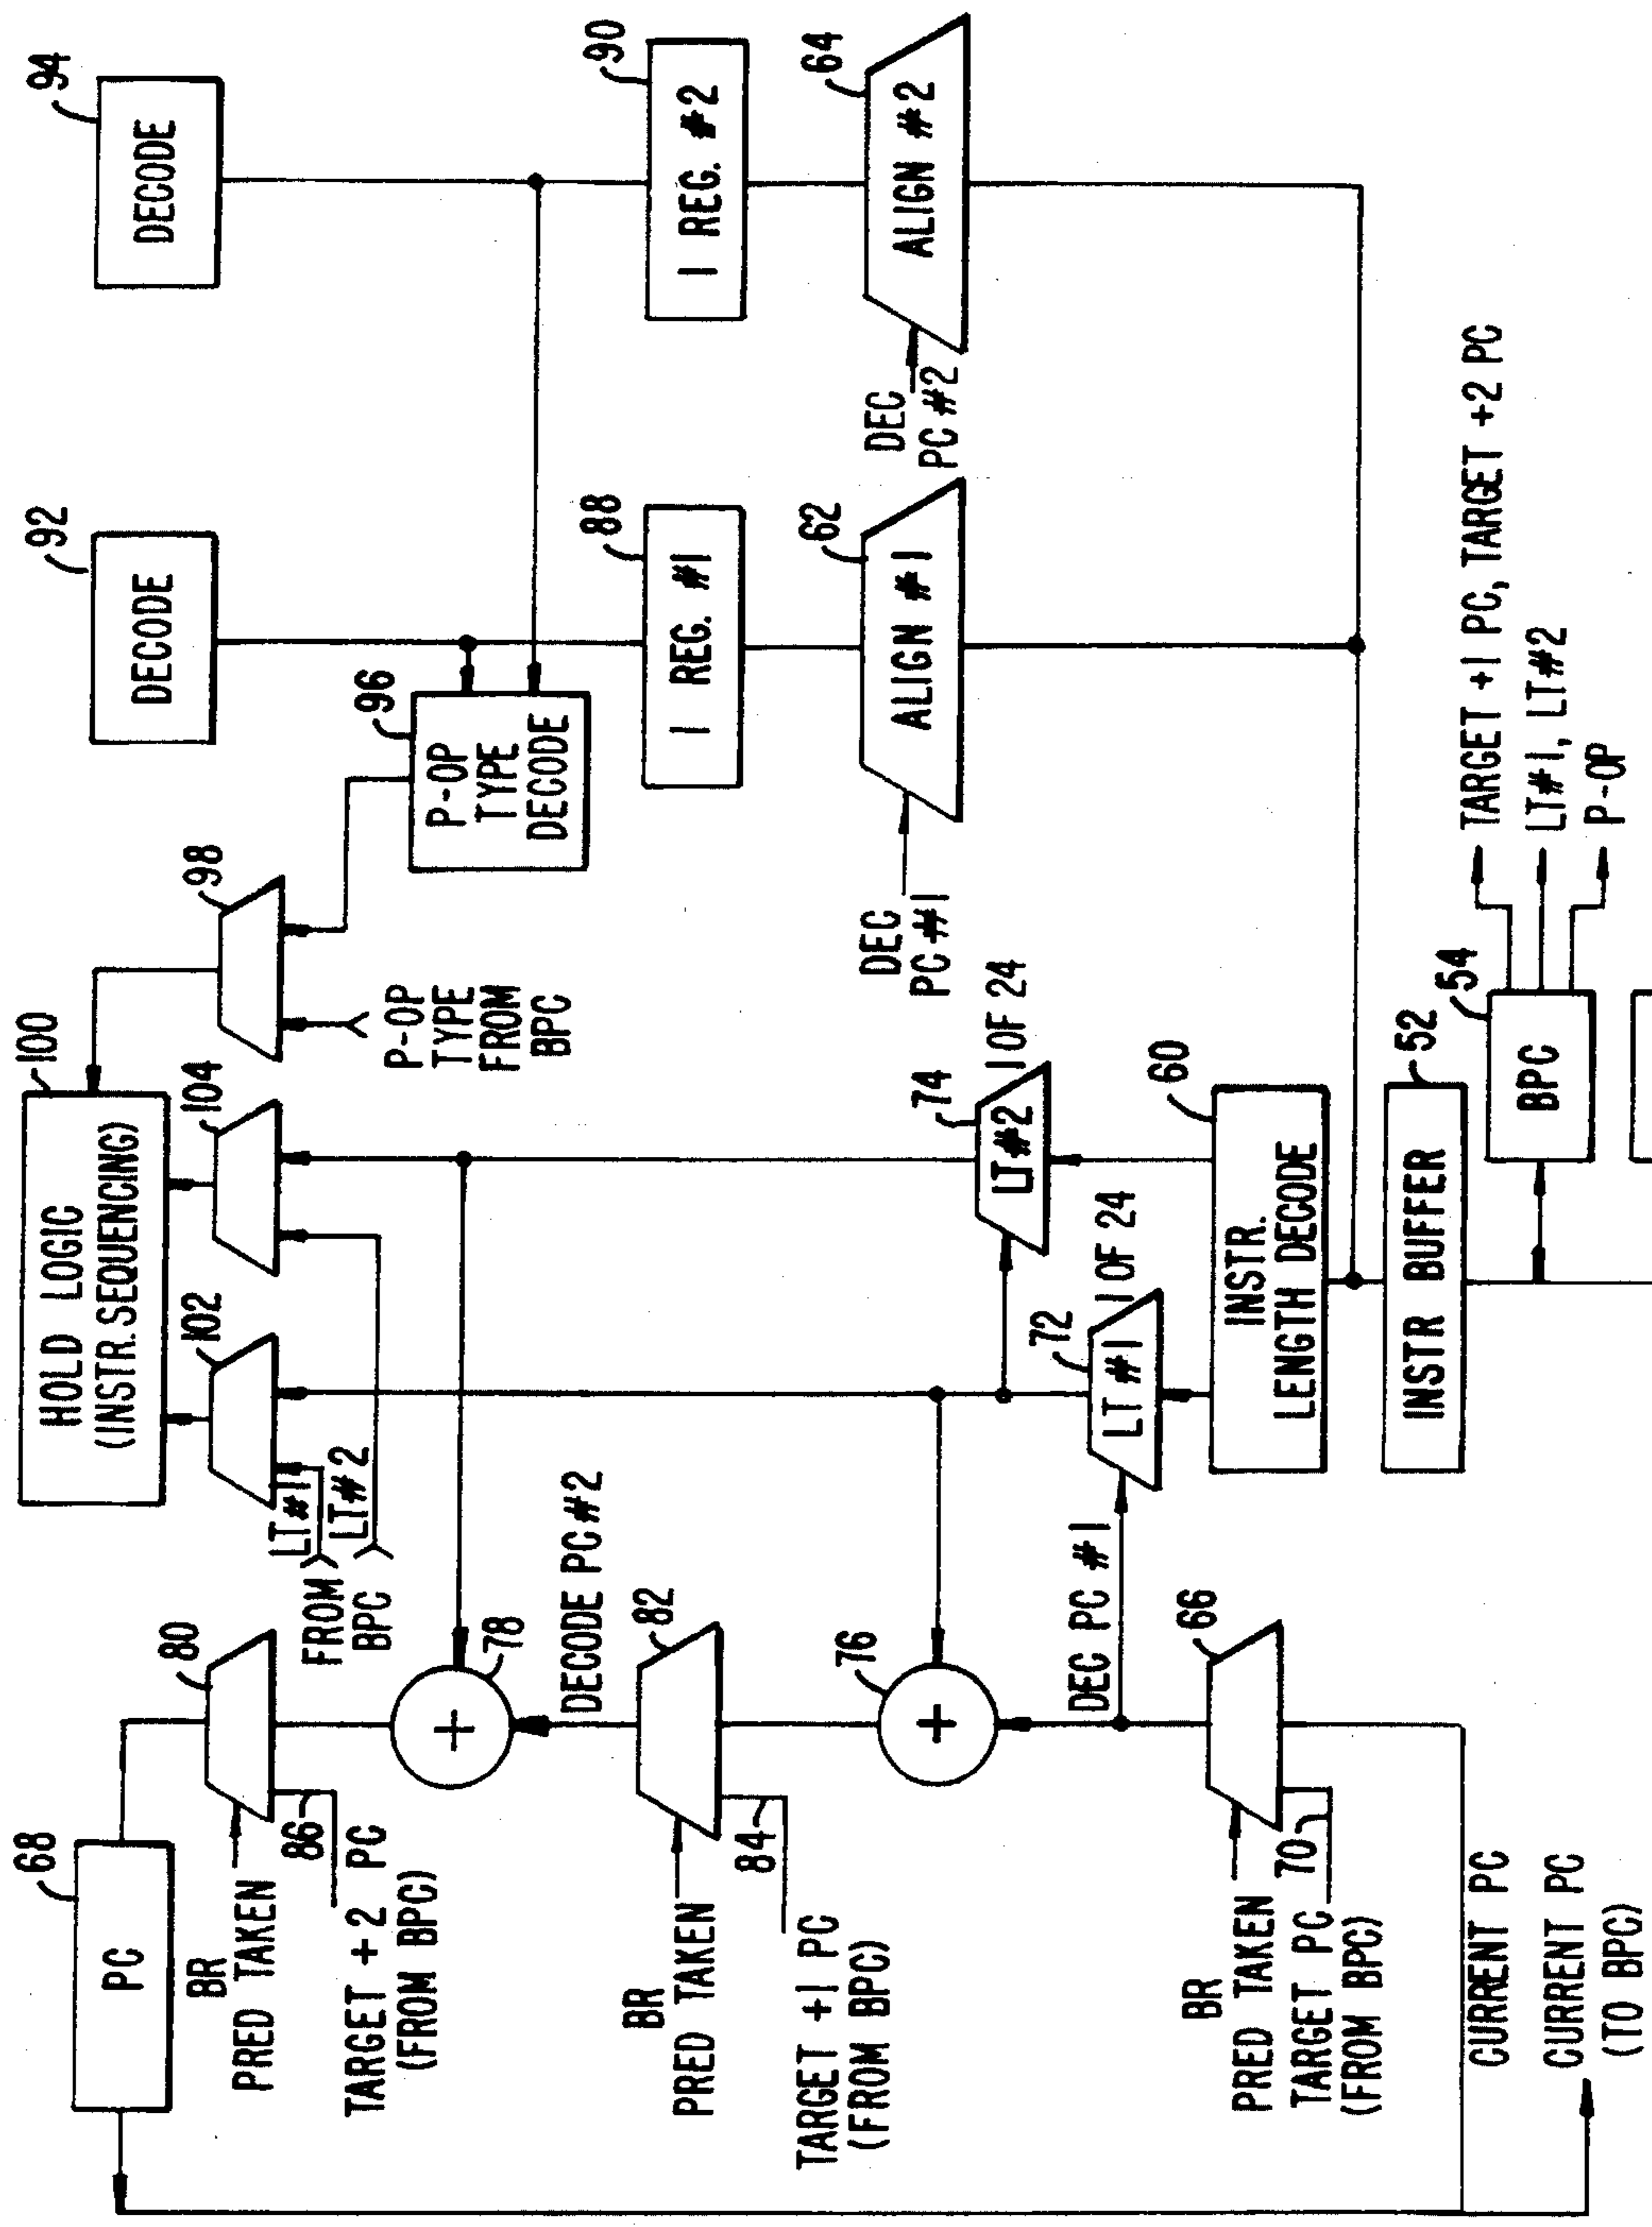 94
DECODE
90
I REG. #2
64
ALIGN #2
DEC
PC #2
92
DECODE
88
I REG. #1
62
ALIGN #1
DEC
PC #1
96
P-OP
TYPE
DECODE
98
P-OP
TYPE
FROM
BPC
100
HOLD LOGIC
(INSTR. SEQUENCING)
104
102
LT #1
LT #2
FROM
BPC
74
LT #2
1 OF 24
72
LT #1
1 OF 24
60
INSTR.
LENGTH DECODE
52
INSTR BUFFER
54
BPC
TARGET +1 PC, TARGET +2 PC
LT#1, LT#2
P-OP
68
PC
80
BR
PRED TAKEN
86
TARGET + 2 PC
(FROM BPC)
78
+
DECODE PC #2
82
BR
PRED TAKEN
84
TARGET +1 PC
(FROM BPC)
76
+
DEC PC #1
66
BR
PRED TAKEN
70
TARGET PC
(FROM BPC)
CURRENT PC
CURRENT PC
(TO BPC)